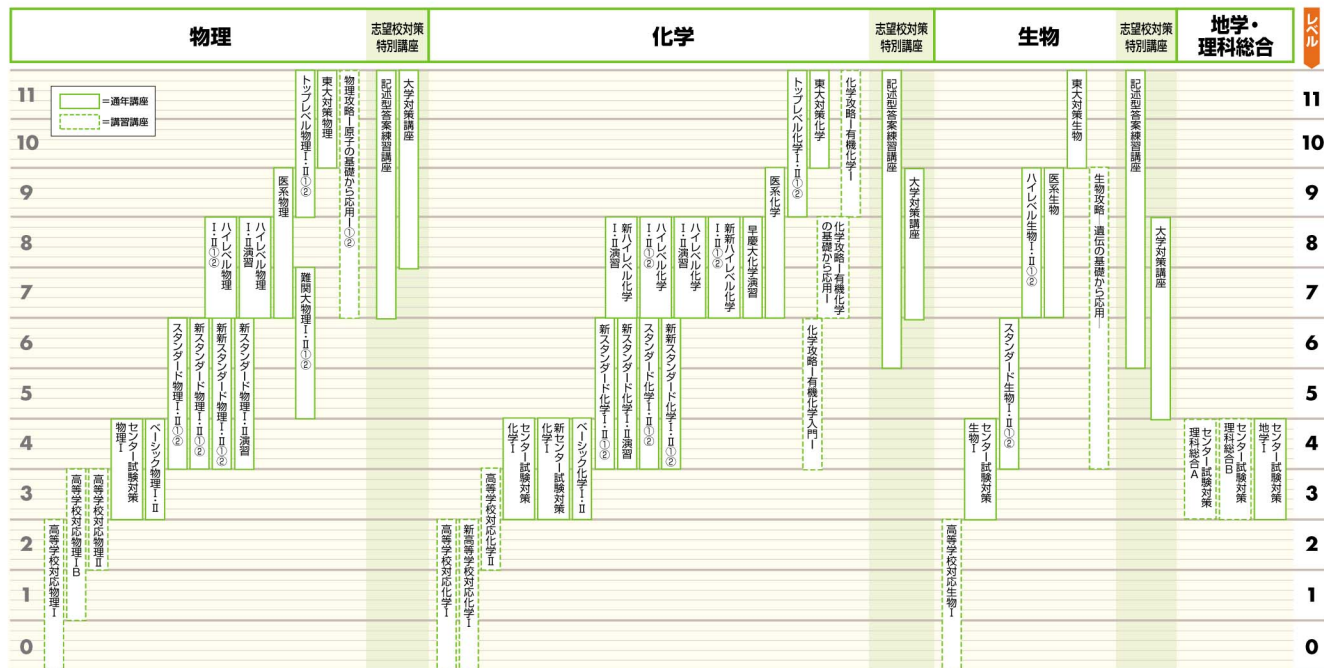 物理
志望校対策
特別講座
化学
志望校対策
特別講座
生物
志望校対策
特別講座
地学・
理科総合
レベル
=通年講座
=講習講座
11
10
9
8
7
6
5
4
3
2
1
0
高等学校対応物理Ⅰ
高等学校対応物理ⅠB
高等学校対応物理Ⅱ
センター試験対策
物理Ⅰ
ベーシック物理Ⅰ・Ⅱ
スタンダード物理Ⅰ・Ⅱ①②
新スタンダード物理Ⅰ・Ⅱ①②
新新スタンダード物理Ⅰ・Ⅱ①②
新スタンダード物理Ⅰ・Ⅱ演習
ハイレベル物理
Ⅰ・Ⅱ①②
ハイレベル物理
Ⅰ・Ⅱ演習
医系物理
トップレベル物理Ⅰ・Ⅱ①②
難関大物理Ⅰ・Ⅱ①②
東大対策物理
物理攻略ー原子の基礎から応用ー①②
記述型答案練習講座
大学対策講座
高等学校対応化学Ⅰ
新高等学校対応化学Ⅰ
高等学校対応化学Ⅱ
センター試験対策
化学Ⅰ
新センター試験対策
化学Ⅰ
ベーシック化学Ⅰ・Ⅱ
新スタンダード化学Ⅰ・Ⅱ①②
新スタンダード化学Ⅰ・Ⅱ演習
スタンダード化学Ⅰ・Ⅱ①②
新新スタンダード化学Ⅰ・Ⅱ①②
新ハイレベル化学
Ⅰ・Ⅱ演習
ハイレベル化学
Ⅰ・Ⅱ①②
ハイレベル化学
Ⅰ・Ⅱ演習
新新ハイレベル化学
Ⅰ・Ⅱ①②
早慶大化学演習
医系化学
トップレベル化学Ⅰ・Ⅱ①②
東大対策化学
化学攻略ー有機化学ー
化学攻略ー有機化学
の基礎から応用ー
化学攻略ー有機化学入門ー
記述型答案練習講座
大学対策講座
高等学校対応生物Ⅰ
センター試験対策
生物Ⅰ
スタンダード生物Ⅰ・Ⅱ①②
ハイレベル生物Ⅰ・Ⅱ①②
医系生物
東大対策生物
生物攻略―遺伝の基礎から応用―
記述型答案練習講座
大学対策講座
センター試験対策
理科総合A
センター試験対策
理科総合B
センター試験対策
地学Ⅰ
11
10
9
8
7
6
5
4
3
2
1
0